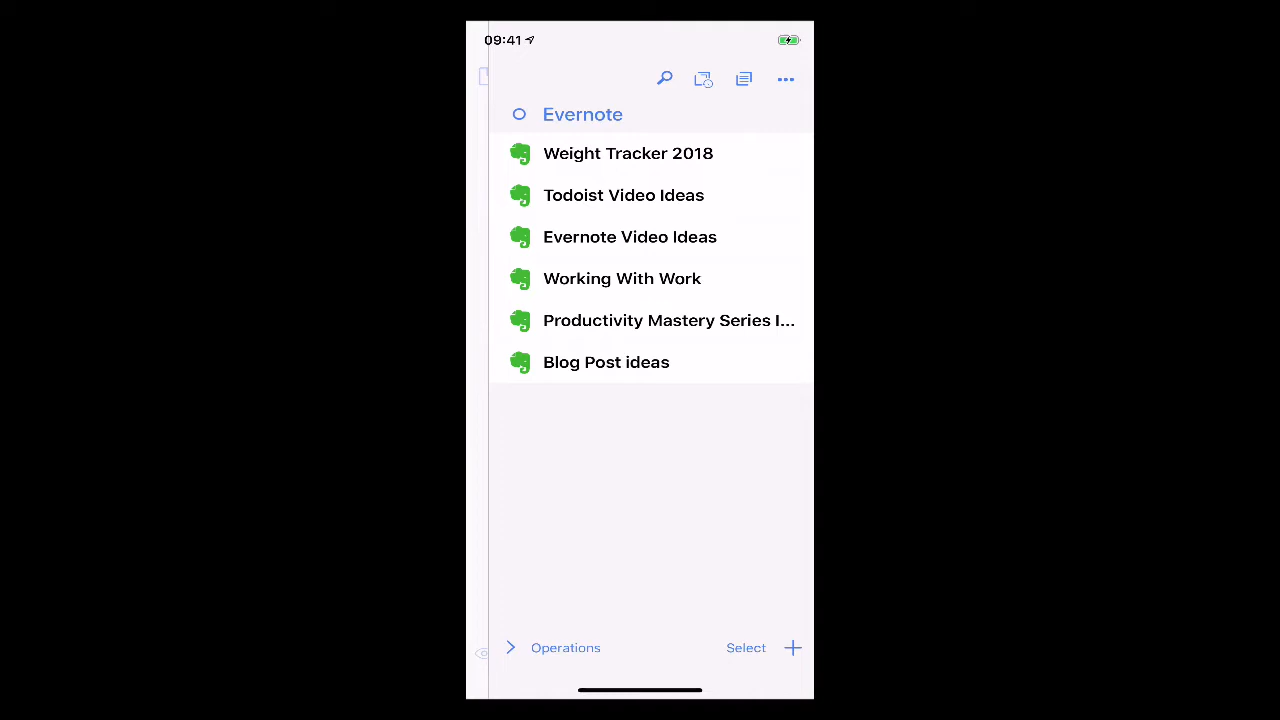 09:41
Evernote
Weight Tracker 2018
Todoist Video Ideas
Evernote Video Ideas
Working With Work
Productivity Mastery Series I...
Blog Post ideas
Operations Select